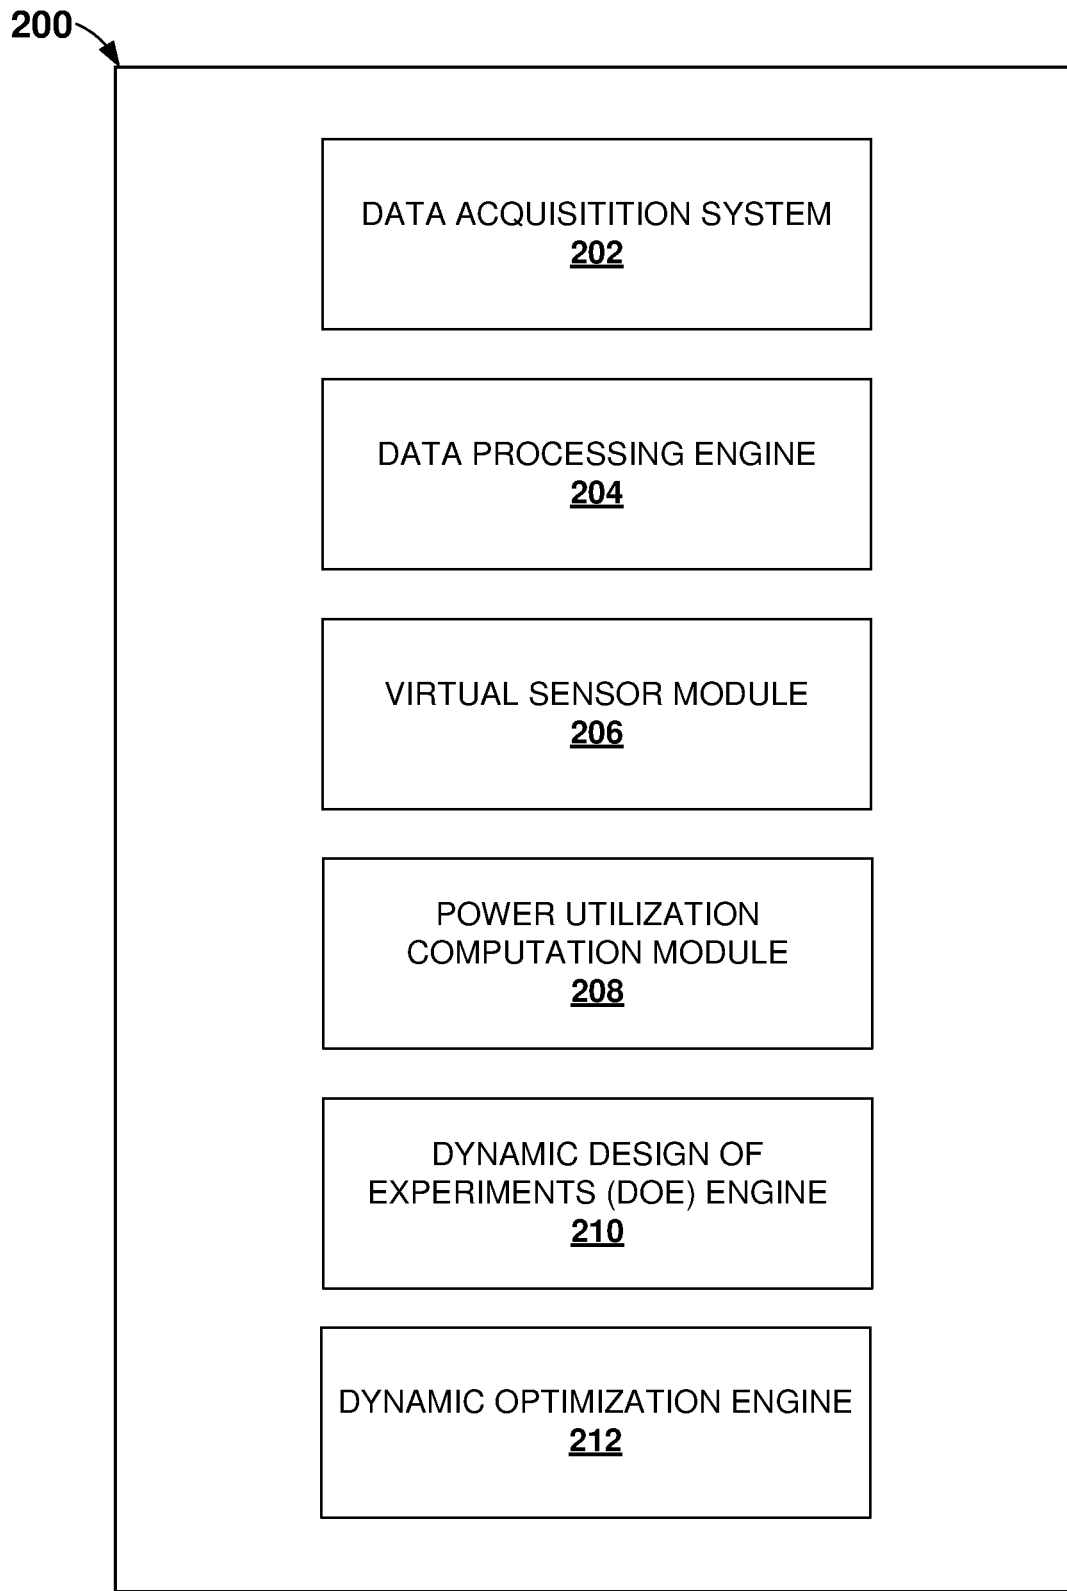 200
DATA ACQUISITITION SYSTEM
202
DATA PROCESSING ENGINE
204
VIRTUAL SENSOR MODULE
206
POWER UTILIZATION
COMPUTATION MODULE
208
DYNAMIC DESIGN OF
EXPERIMENTS (DOE) ENGINE
210
DYNAMIC OPTIMIZATION ENGINE
212